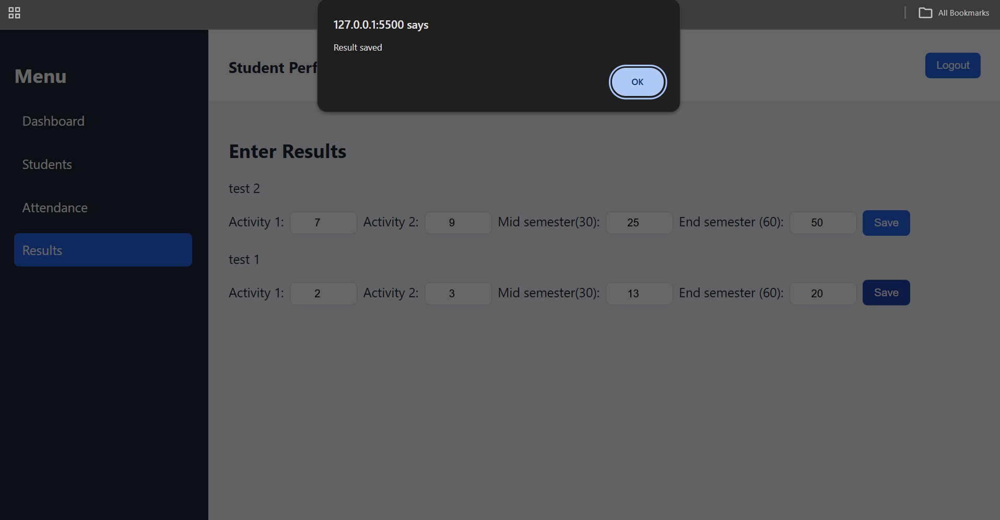 All Bookmarks
127.0.0.1:5500 says
Result saved
OK
Menu
Dashboard
Students
Attendance
Results
Student Perf
Logout
Enter Results
test 2
Activity 1: 7 Activity 2: 9 Mid semester(30): 25 End semester (60): 50 Save
test 1
Activity 1: 2 Activity 2: 3 Mid semester(30): 13 End semester (60): 20 Save